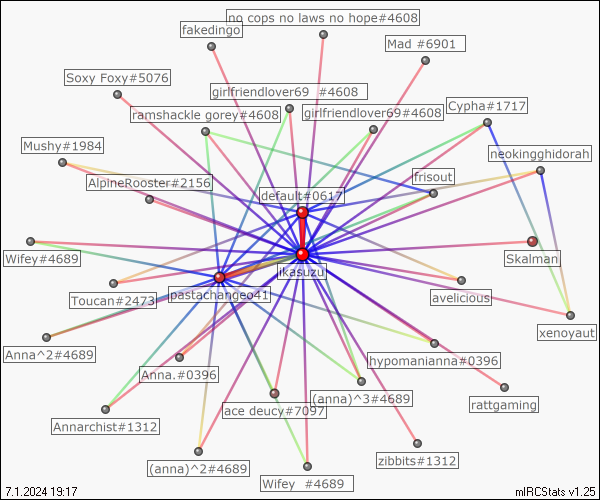 no cops no laws no hope#4608
fakedingo
Mad #6901
Soxy Foxy#5076
girlfriendlover69 #4608
ramshackle gorey#4608
girlfriendlover69#4608
Cypha#1717
Mushy#1984
neokingghidorah
AlpineRooster#2156
frisout
default#0617
Wifey#4689
Skalman
ikasuzu
Toucan#2473
pastachangeo41
avelicious
xenoyaut
Anna^2#4689
hypomanianna#0396
Anna.#0396
(anna)^3#4689
rattgaming
Annarchist#1312
ace deucy#7097
(anna)^2#4689
zibbits#1312
Wifey #4689
7.1.2024 19:17
mIRCStats v1.25